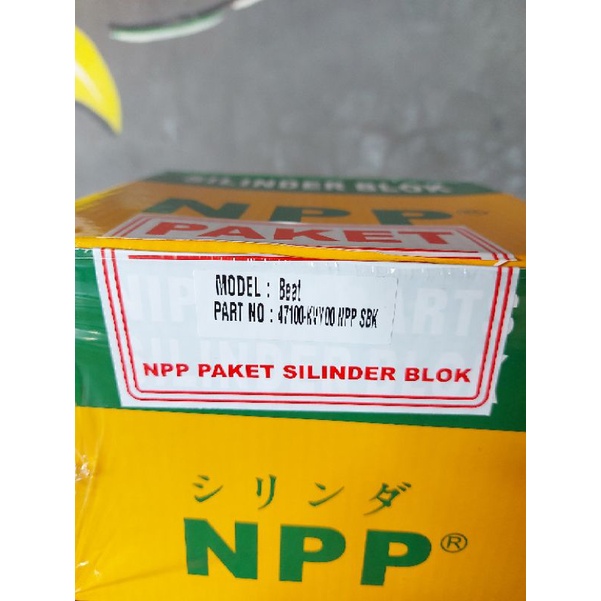 SILINDER BLOK
NPP®
PAKET
MODEL : Beat
PART NO : 47100-KVY00 NPP SBK
NPP PAKET SILINDER BLOK
シリンダ
NPP®